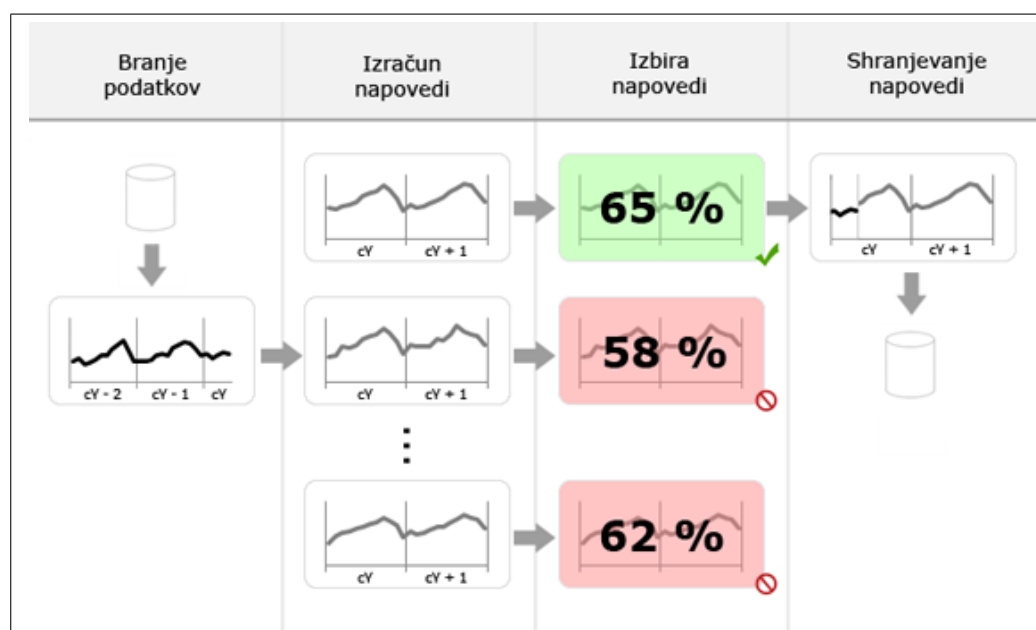 Branje
podatkov
Izračun
napovedi
Izbira
napovedi
Shranjevanje
napovedi
cY
cY + 1
65 %
cY
cY + 1
cY - 2
cY - 1
cY
cY
cY + 1
58 %
cY
cY + 1
62 %